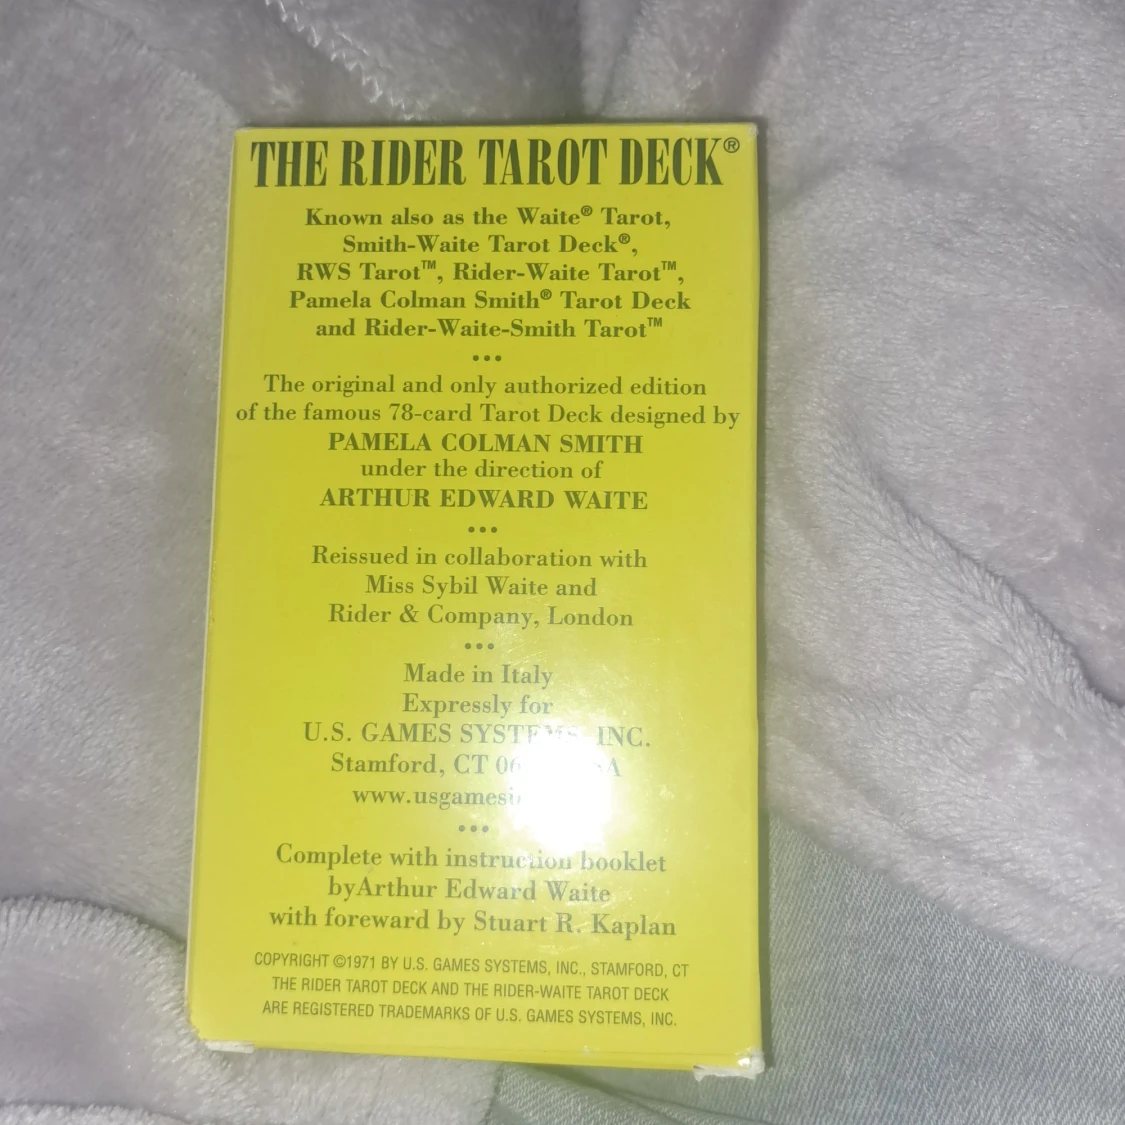 THE RIDER TAROT DECK®
Known also as the Waite® Tarot,
Smith-Waite Tarot Deck®,
RWS Tarot™, Rider-Waite Tarot™,
Pamela Colman Smith® Tarot Deck
and Rider-Waite-Smith Tarot™
•••
The original and only authorized edition
of the famous 78-card Tarot Deck designed by
PAMELA COLMAN SMITH
under the direction of
ARTHUR EDWARD WAITE
•••
Reissued in collaboration with
Miss Sybil Waite and
Rider & Company, London
•••
Made in Italy
Expressly for
U.S. GAMES SYSTEMS, INC.
Stamford, CT
•••
Complete with instruction booklet
byArthur Edward Waite
with foreward by Stuart R. Kaplan
COPYRIGHT ©1971 BY U.S. GAMES SYSTEMS, INC., STAMFORD, CT
THE RIDER TAROT DECK AND THE RIDER-WAITE TAROT DECK
ARE REGISTERED TRADEMARKS OF U.S. GAMES SYSTEMS, INC.